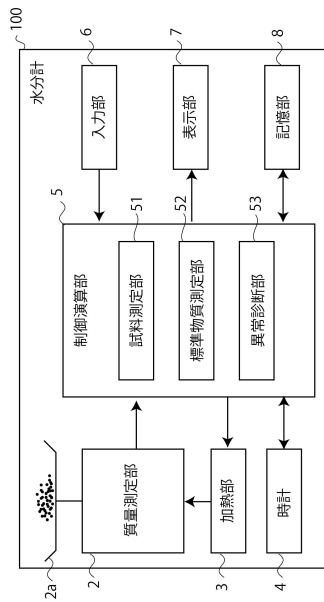 100
水分計
2a
2
質量測定部
3
加熱部
4
時計
5
制御演算部
試料測定部
51
標準物質測定部
52
異常診断部
53
6
入力部
7
表示部
8
記憶部